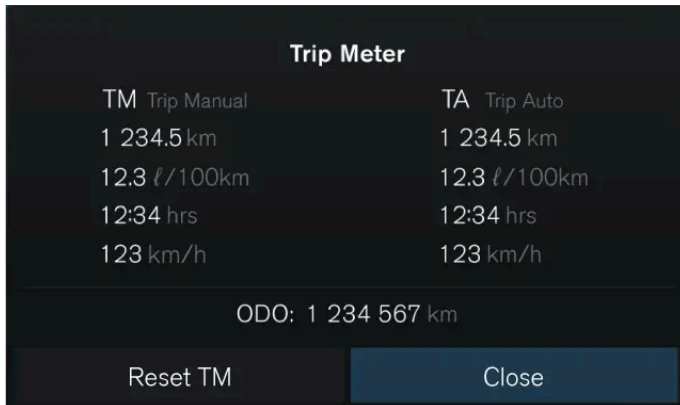 Trip Meter
TM Trip Manual
1 234.5 km
12.3 ℓ/100km
12:34 hrs
123 km/h
TA Trip Auto
1 234.5 km
12.3 ℓ/100km
12:34 hrs
123 km/h
ODO: 1 234 567 km
Reset TM
Close